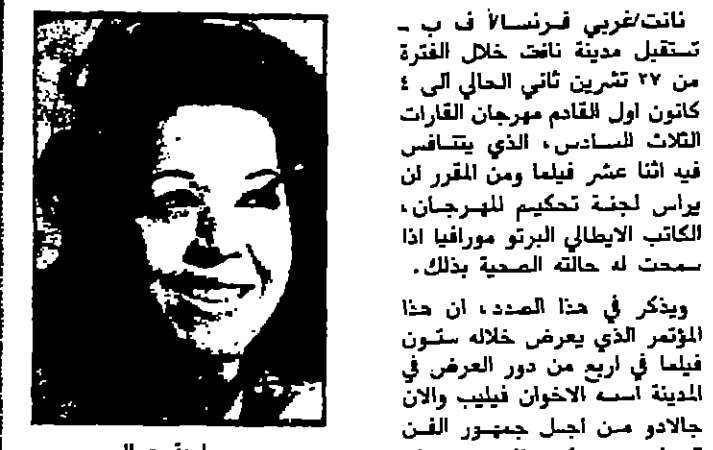 نانت/غربي فرنسا/ا ف ب ـ
تستقبل مدينة نانت خلال الفترة
من ٢٧ تشرين ثاني الحالي الى ٤
كانون اول القادم مهرجان القارات
الثلاث السادس، الذي يتنافس
فيه اثنا عشر فيلما ومن المقرر ان
يراس لجنة تحكيم المهرجان،
الكاتب الايطالي البرتو مورافيا اذا
سمحت له حالته الصحية بذلك.
ويذكر في هذا الصدد، ان هذا
المؤتمر الذي يعرض خلاله ستون
فيلما في اربع من دور العرض في
المدينة اسسه الاخوان فيليب والان
جالادو من اجل جمهور الفن